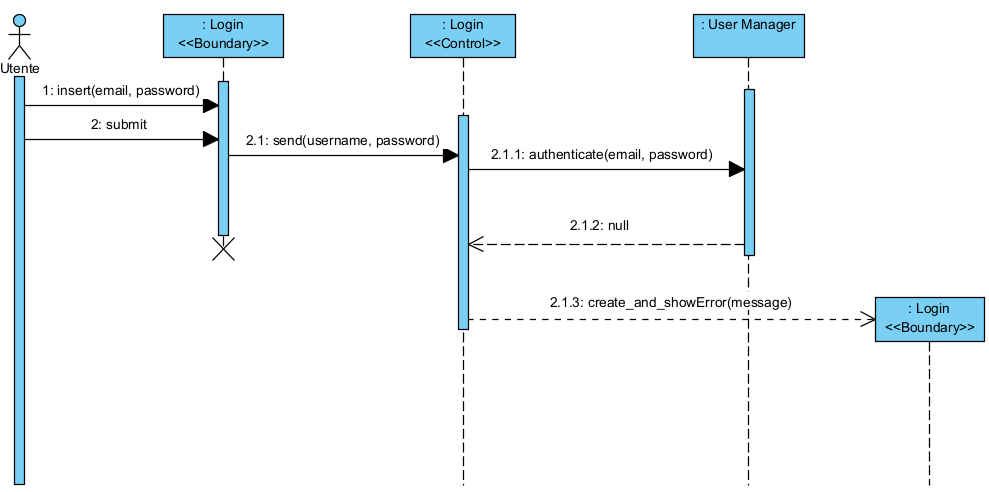 : Login
<<Boundary>>
: Login
<<Control>>
: User Manager
Utente
1: insert(email, password)
2: submit
2.1: send(username, password)
2.1.1: authenticate(email, password)
2.1.2: null
2.1.3: create_and_showError(message)
: Login
<<Boundary>>